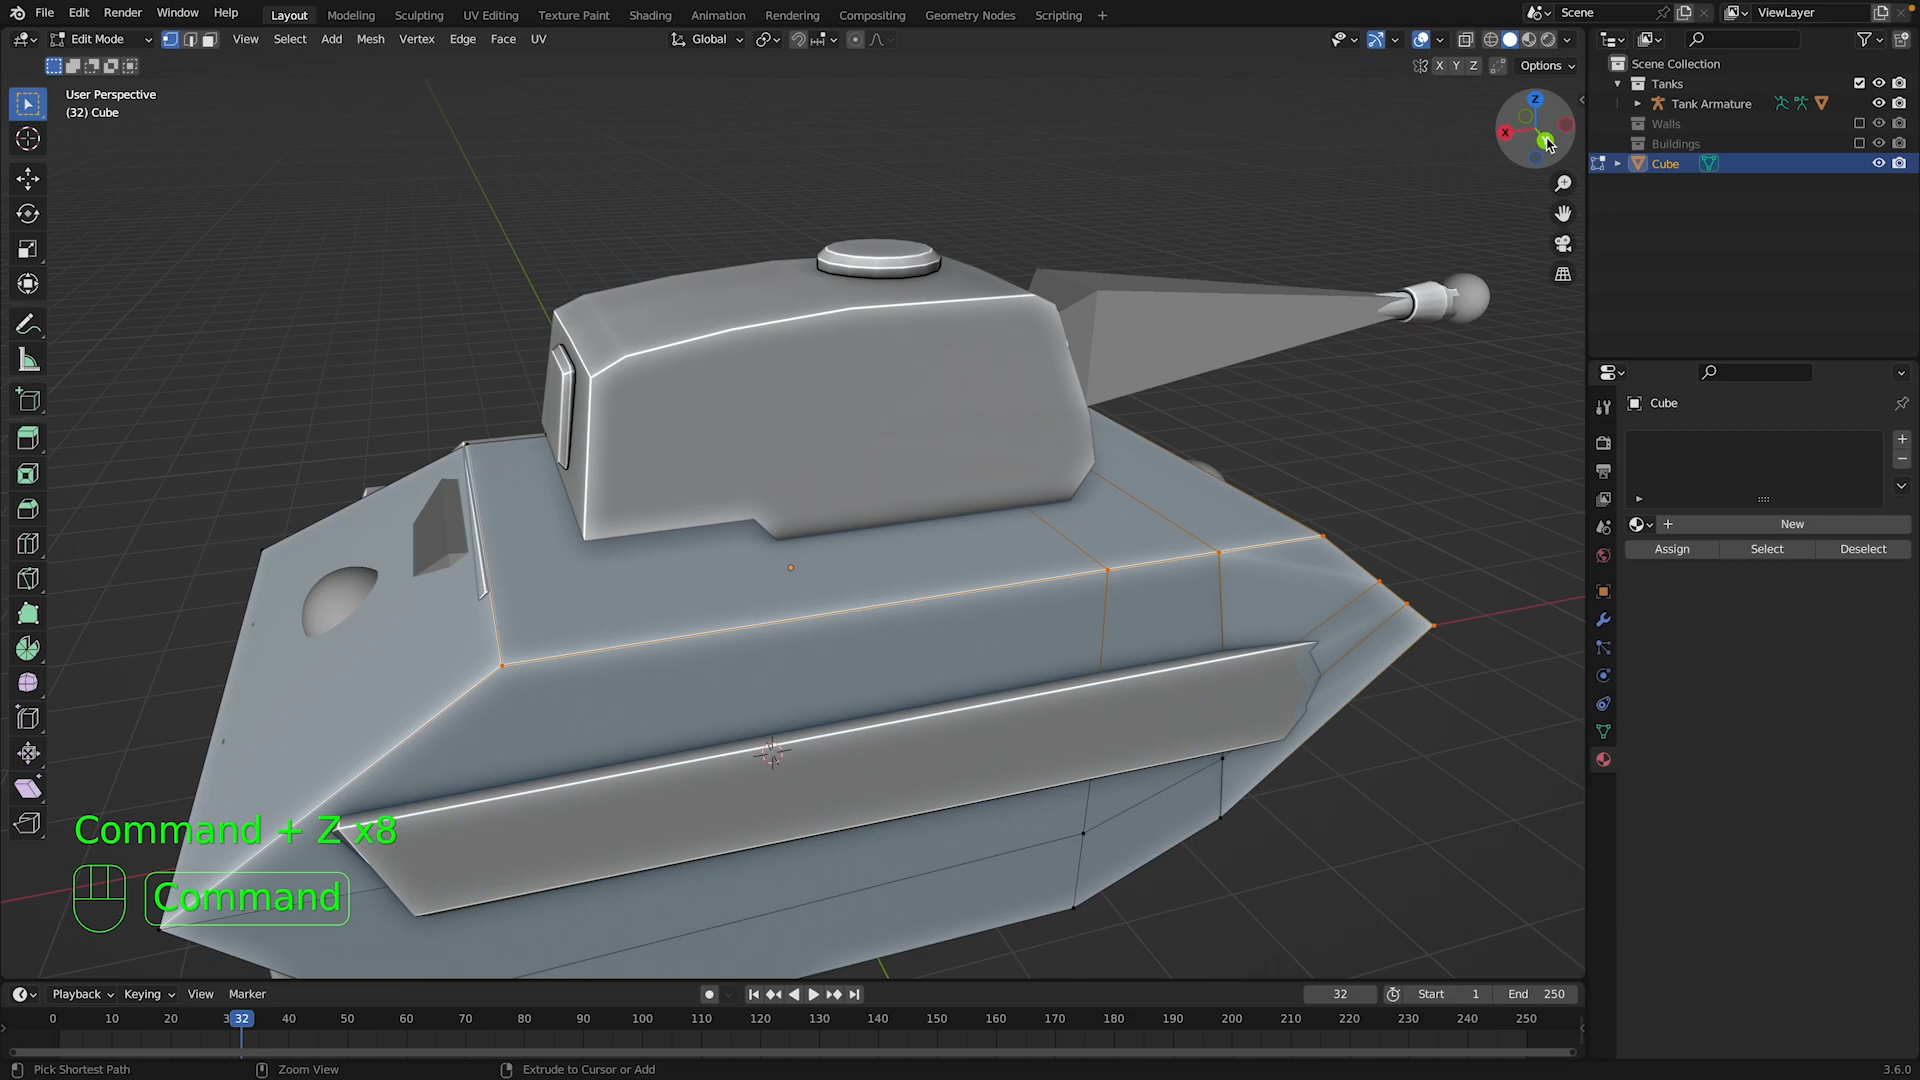 File Edit Render Window Help Layout Modeling Sculpting UV Editing Texture Paint Shading Animation Rendering Compositing Geometry Nodes Scripting + Scene ViewLayer
Edit Mode View Select Add Mesh Vertex Edge Face UV Global
X Y Z Options
User Perspective
(32) Cube
Z
X
Scene Collection
Tanks
Tank Armature
Walls
Buildings
Cube
Cube
New
Assign Select Deselect
Command + Z x8
Command
Playback Keying View Marker 32 Start 1 End 250
0 10 20 3 32 40 50 60 70 80 90 100 110 120 130 140 150 160 170 180 190 200 210 220 230 240 250
Pick Shortest Path Zoom View Extrude to Cursor or Add 3.6.0